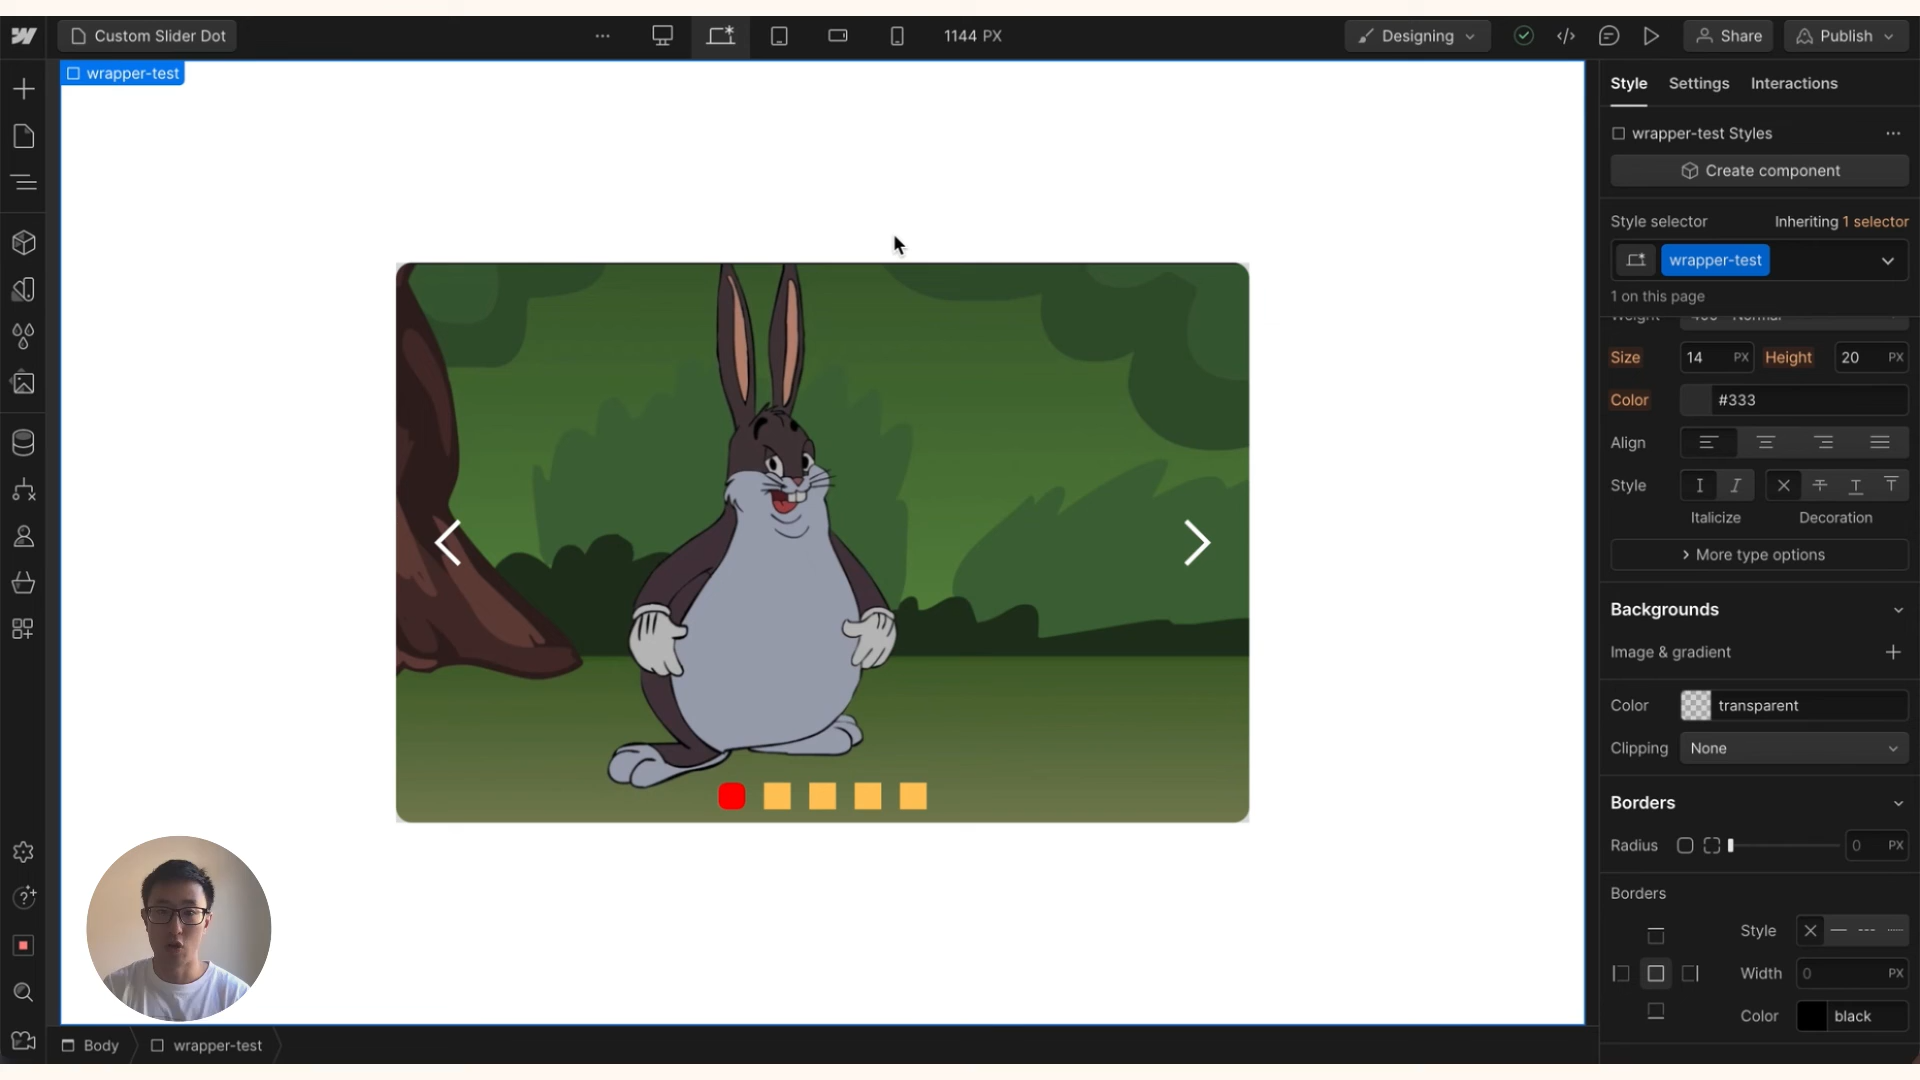 Custom Slider Dot
1144 PX
Designing
Share
Publish
wrapper-test
Style Settings Interactions
wrapper-test Styles
Create component
Style selector Inheriting 1 selector
wrapper-test
1 on this page
Weight 400 - Normal
Size 14 PX Height 20 PX
Color #333
Align
Style
Italicize Decoration
More type options
Backgrounds
Image & gradient
Color transparent
Clipping None
Borders
Radius 0 PX
Borders
Style
Width 0 PX
Color black
Body wrapper-test